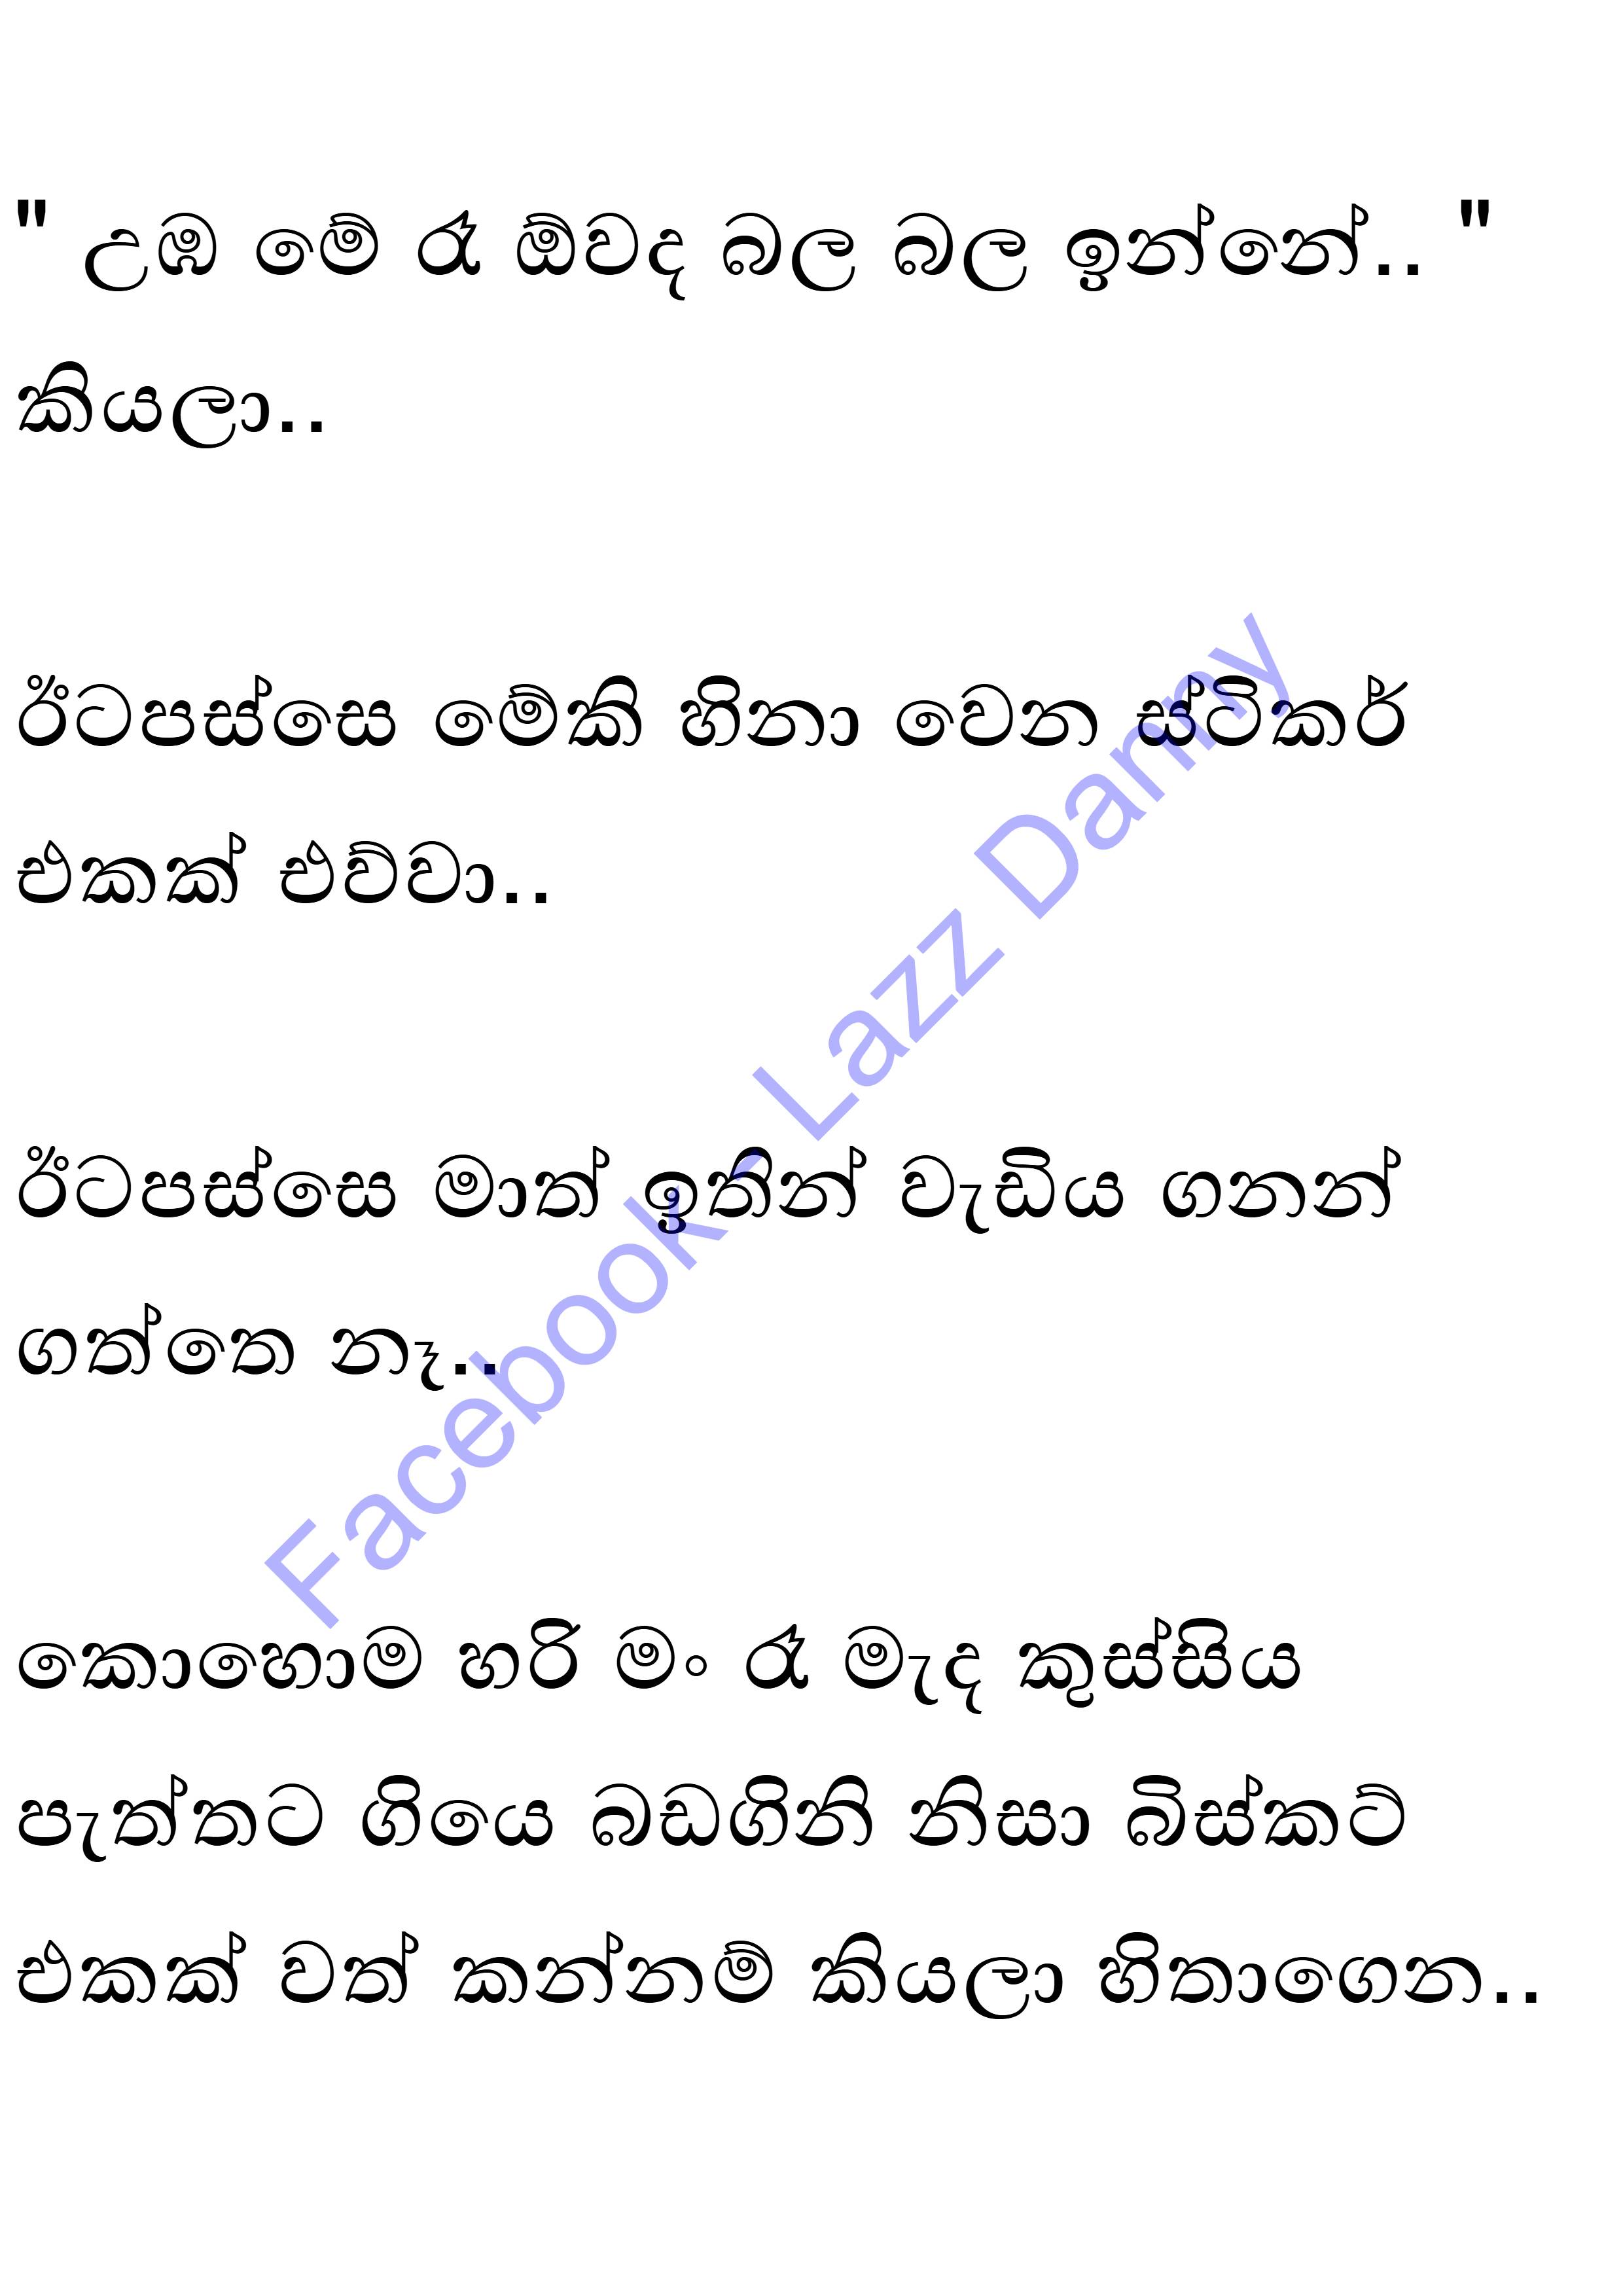 " උඹ මේ රෑ ඕවද බල බල ඉන්නේ.. "
කියලා..
ඊටපස්සෙ මේකි හිනා වෙන ස්ටිකර්
එකක් එව්වා..
ඊටපස්සෙ මාත් ඉතින් වැඩිය ගනන්
ගත්තෙ නෑ..
කොහොම හරි මං රෑ මැද කුස්සිය
පැත්තට ගියෙ බඩගිනි නිසා බිස්කට්
එකක් වත් කන්නම් කියලා හිතාගෙන..
Facebook - Lazz Danny